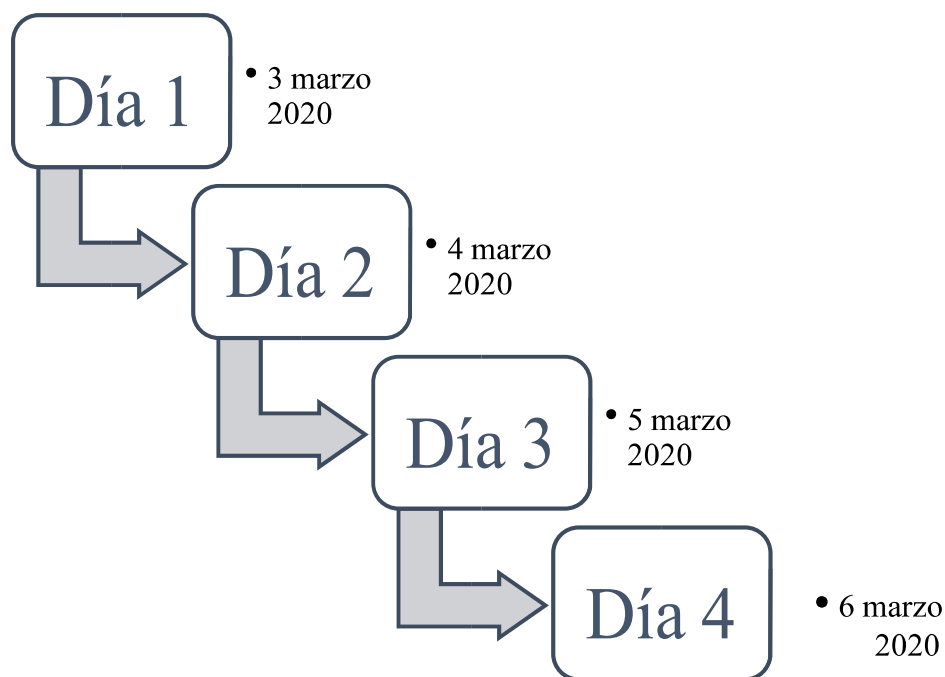 Día 1
• 3 marzo
2020
Día 2
• 4 marzo
2020
Día 3
• 5 marzo
2020
Día 4
• 6 marzo
2020